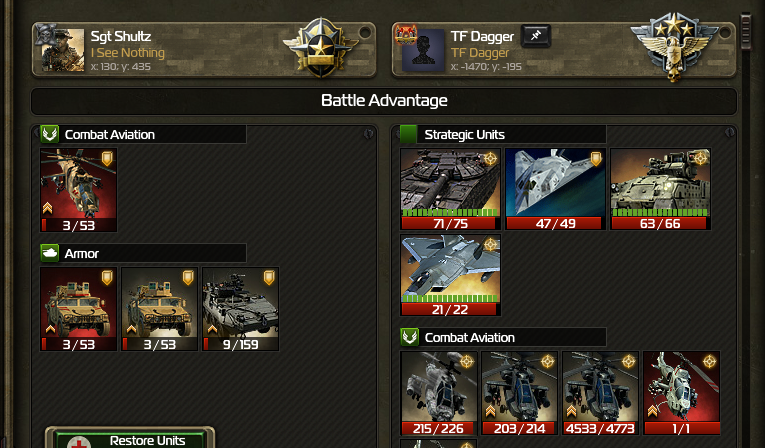 Sgt Shultz
I See Nothing
x: 130; y: 435
TF Dagger
TF Dagger
x: -1470; y: -195
Battle Advantage
Combat Aviation
3/53
Armor
3/53
3/53
9/159
Restore Units
Strategic Units
71/75
47/49
63/66
21/22
Combat Aviation
215/226
203/214
4533/4773
1/1